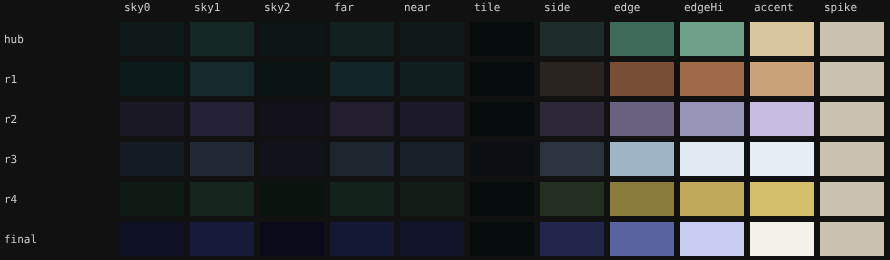 sky0 sky1 sky2 far near tile side edge edgeHi accent spike
hub
r1
r2
r3
r4
final